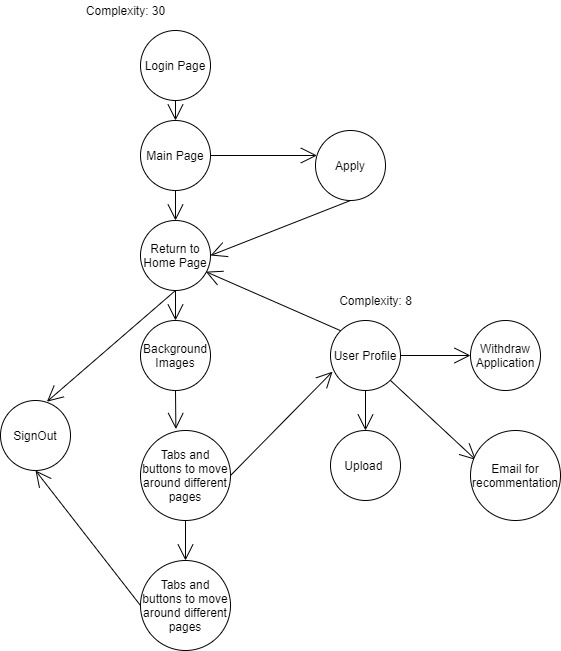 Complexity: 30
Login Page
Main Page
Apply
Return to
Home Page
Complexity: 8
Background
Images
User Profile
Withdraw
Application
SignOut
Tabs and
buttons to move
around different
pages
Upload
Email for
recommentation
Tabs and
buttons to move
around different
pages